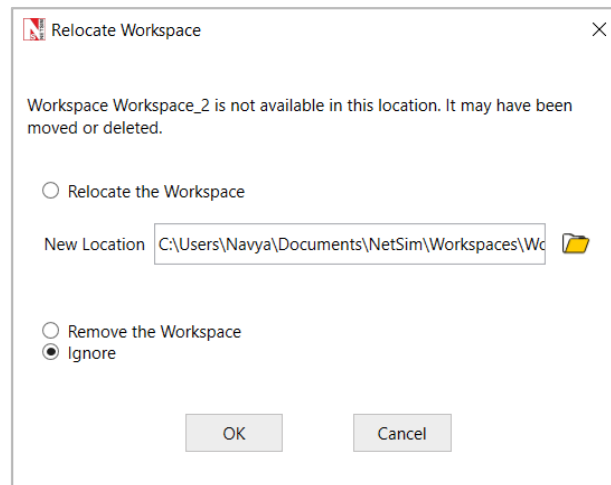 Relocate Workspace
Workspace Workspace_2 is not available in this location. It may have been
moved or deleted.
Relocate the Workspace
New Location C:\Users\Navya\Documents\NetSim\Workspaces\Wo
Remove the Workspace
Ignore
OK Cancel